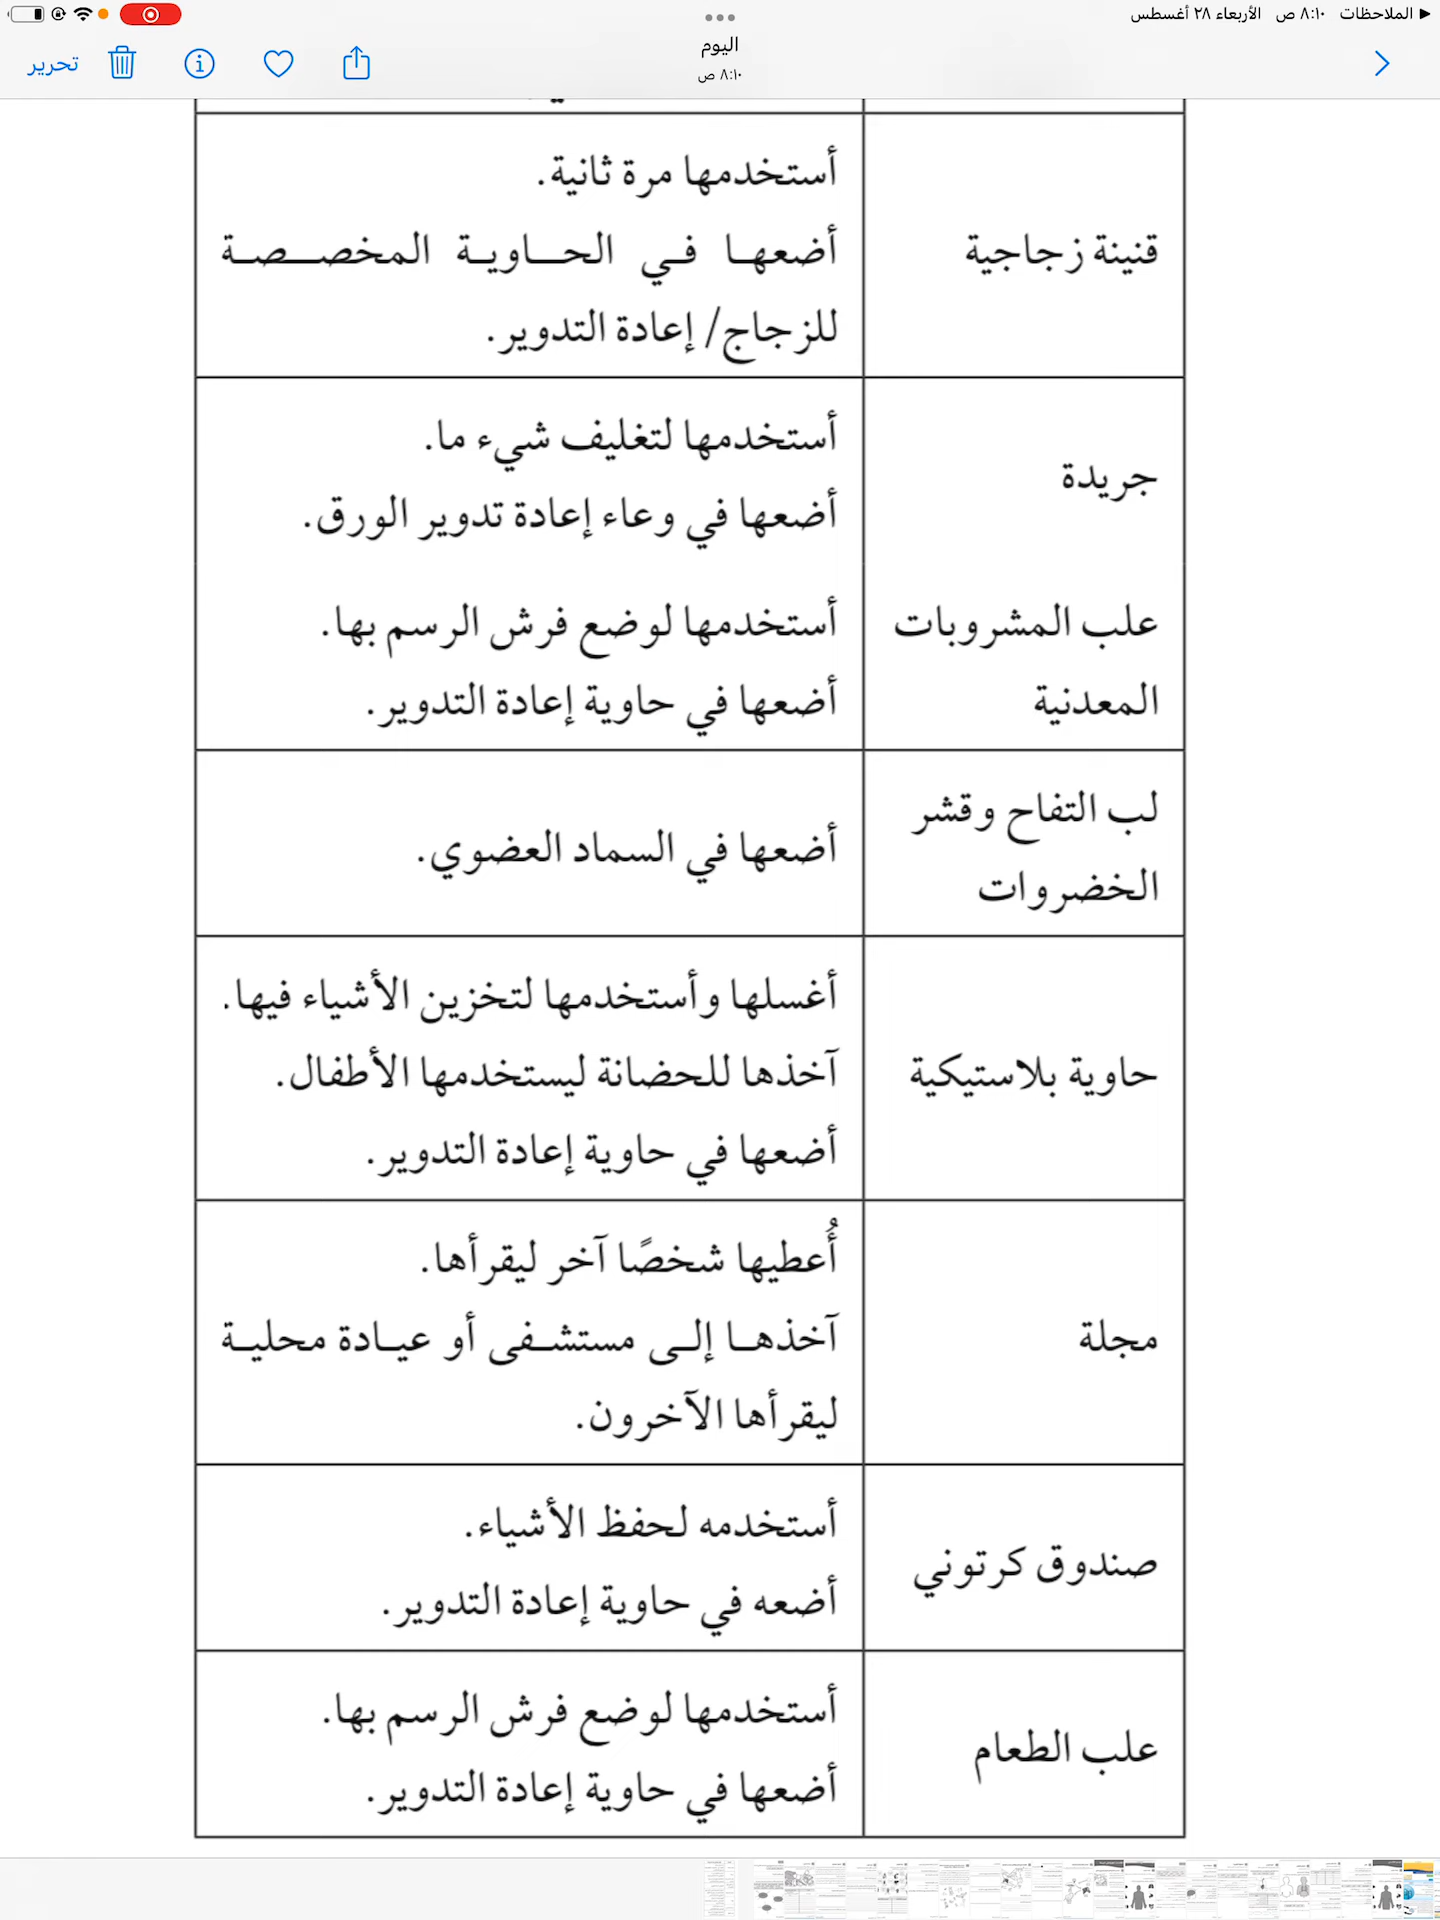 ◀ الملاحظات ٨:١٠ ص الأربعاء ٢٨ أغسطس
اليوم
٨:١٠ ص
تحرير
قنينة زجاجية
أستخدمها مرة ثانية.
أضعها في الحاوية المخصصة
للزجاج/ إعادة التدوير.
جريدة
أستخدمها لتغليف شيء ما.
أضعها في وعاء إعادة تدوير الورق.
علب المشروبات
المعدنية
أستخدمها لوضع فرش الرسم بها.
أضعها في حاوية إعادة التدوير.
لب التفاح وقشر
الخضروات
أضعها في السماد العضوي.
حاوية بلاستيكية
أغسلها وأستخدمها لتخزين الأشياء فيها.
آخذها للحضانة ليستخدمها الأطفال.
أضعها في حاوية إعادة التدوير.
مجلة
أُعطيها شخصًا آخر ليقرأها.
آخذها إلى مستشفى أو عيادة محلية
ليقرأها الآخرون.
صندوق كرتوني
أستخدمه لحفظ الأشياء.
أضعه في حاوية إعادة التدوير.
علب الطعام
أستخدمها لوضع فرش الرسم بها.
أضعها في حاوية إعادة التدوير.